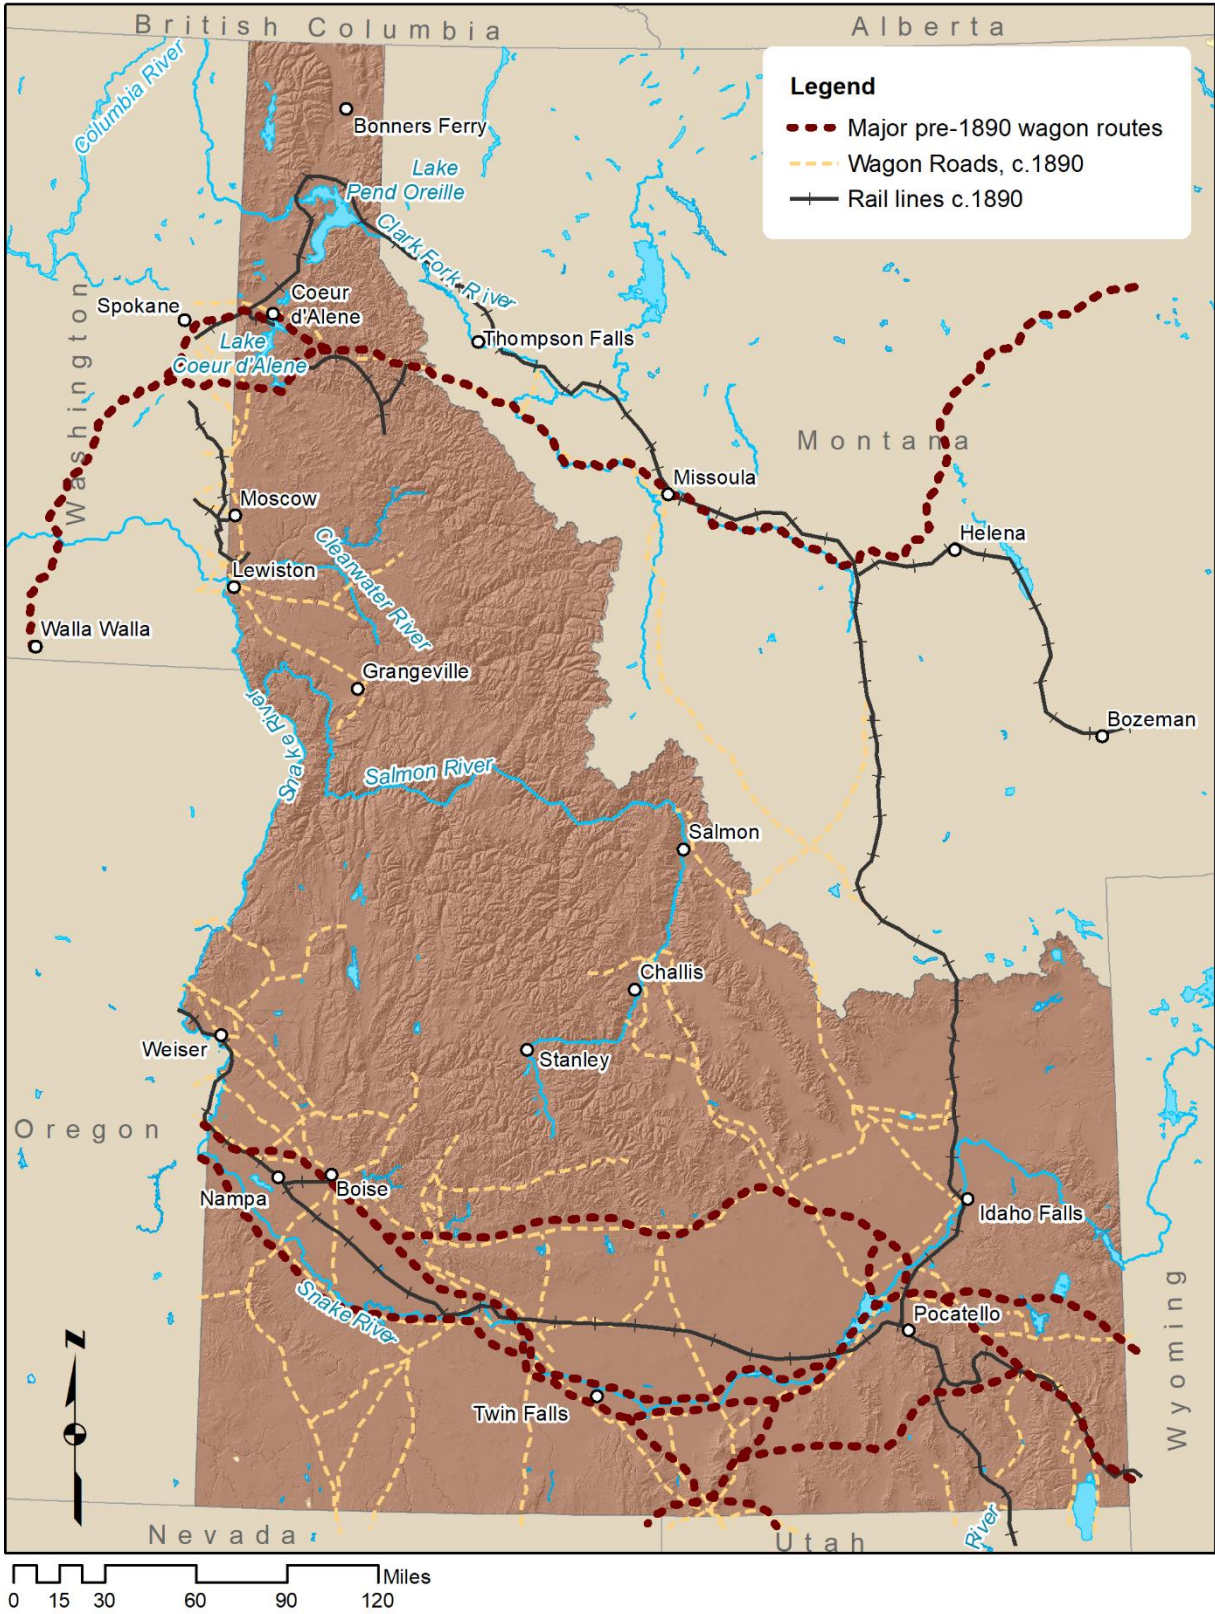 British Columbia
Alberta
Columbia River
Legend
Major pre-1890 wagon routes
Wagon Roads, c.1890
Rail lines c.1890
Bonners Ferry
Lake
Pend Oreille
Clark Fork River
Washington
Spokane
Coeur
d'Alene
Lake
Coeur d'Alene
Thompson Falls
Montana
Moscow
Missoula
Helena
Lewiston
Clearwater River
Walla Walla
Grangeville
Snake River
Bozeman
Salmon River
Salmon
Challis
Weiser
Stanley
Oregon
Nampa
Boise
Idaho Falls
Snake River
Pocatello
Wyoming
Twin Falls
N
Nevada
Utah
River
Miles
0 15 30 60 90 120